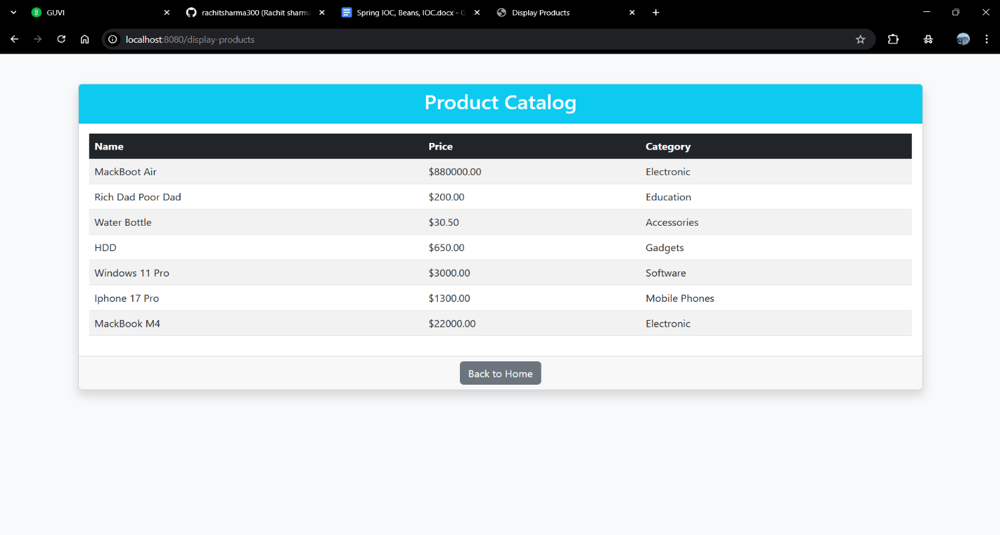 GUVI
rachitsharma300 (Rachit sharma
Spring IOC, Beans, IOC.docx - G
Display Products
localhost:8080/display-products
Product Catalog
Name Price Category
MackBoot Air $880000.00 Electronic
Rich Dad Poor Dad $200.00 Education
Water Bottle $30.50 Accessories
HDD $650.00 Gadgets
Windows 11 Pro $3000.00 Software
Iphone 17 Pro $1300.00 Mobile Phones
MackBook M4 $22000.00 Electronic
Back to Home